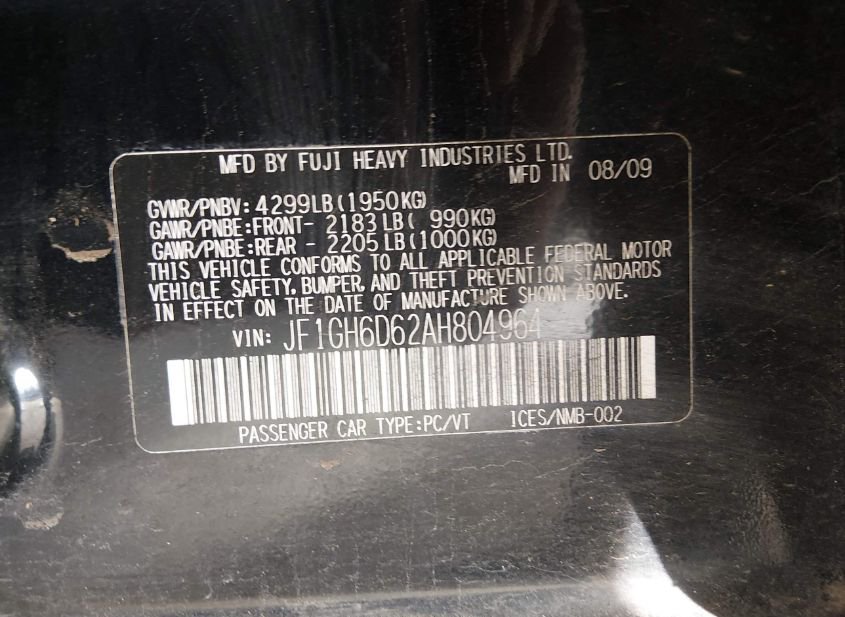 MFD BY FUJI HEAVY INDUSTRIES LTD.
MFD IN 08/09
GVWR/PNBV: 4299LB(1950KG)
GAWR/PNBE:FRONT- 2183LB( 990KG)
GAWR/PNBE:REAR - 2205LB(1000KG)
THIS VEHICLE CONFORMS TO ALL APPLICABLE FEDERAL MOTOR
VEHICLE SAFETY, BUMPER, AND THEFT PREVENTION STANDARDS
IN EFFECT ON THE DATE OF MANUFACTURE SHOWN ABOVE.
VIN: JF1GH6D62AH804964
PASSENGER CAR TYPE:PC/VT ICES/NMB-002